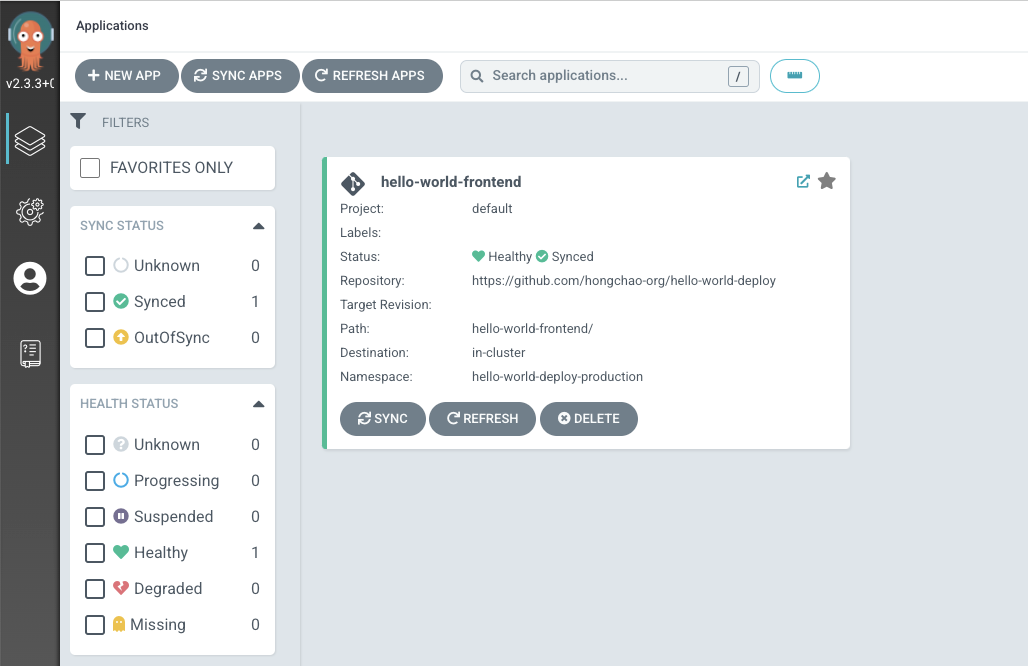 Applications
v2.3.3+0
NEW APP
SYNC APPS
REFRESH APPS
Search applications...
/
FILTERS
FAVORITES ONLY
SYNC STATUS
Unknown 0
Synced 1
OutOfSync 0
HEALTH STATUS
Unknown 0
Progressing 0
Suspended 0
Healthy 1
Degraded 0
Missing 0
hello-world-frontend
Project: default
Labels:
Status: Healthy Synced
Repository: https://github.com/hongchao-org/hello-world-deploy
Target Revision:
Path: hello-world-frontend/
Destination: in-cluster
Namespace: hello-world-deploy-production
SYNC REFRESH DELETE